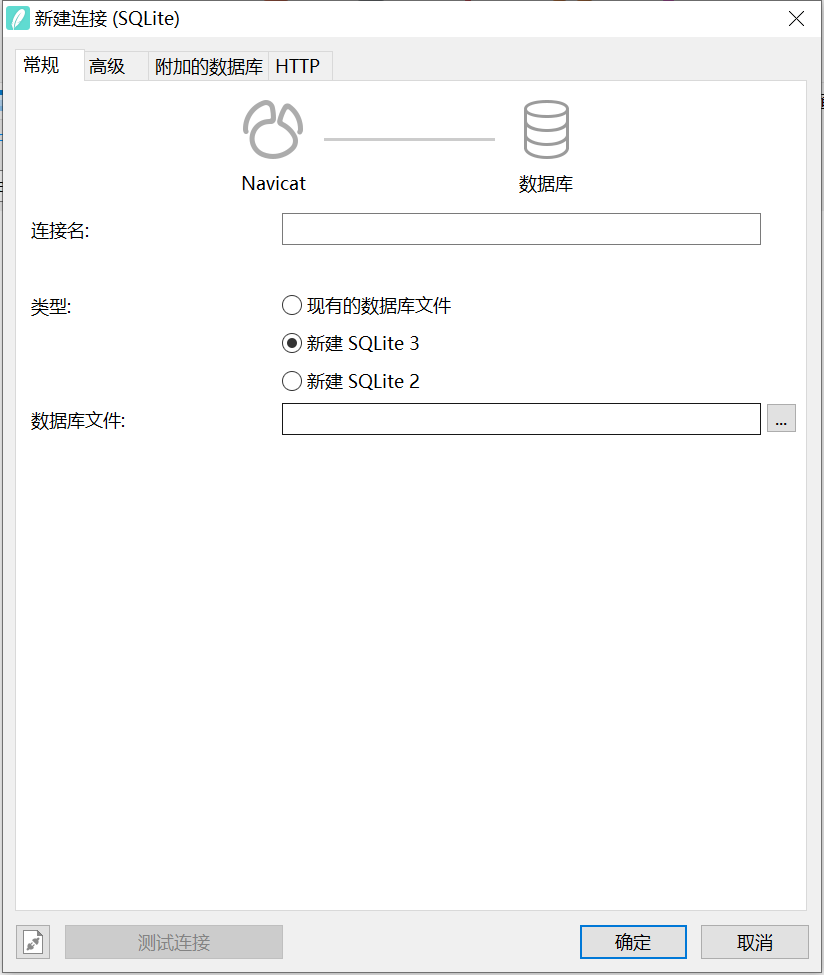 新建连接 (SQLite)
常规 高级 附加的数据库 HTTP
Navicat 数据库
连接名:
类型: 现有的数据库文件
新建 SQLite 3
新建 SQLite 2
数据库文件: ...
测试连接 确定 取消